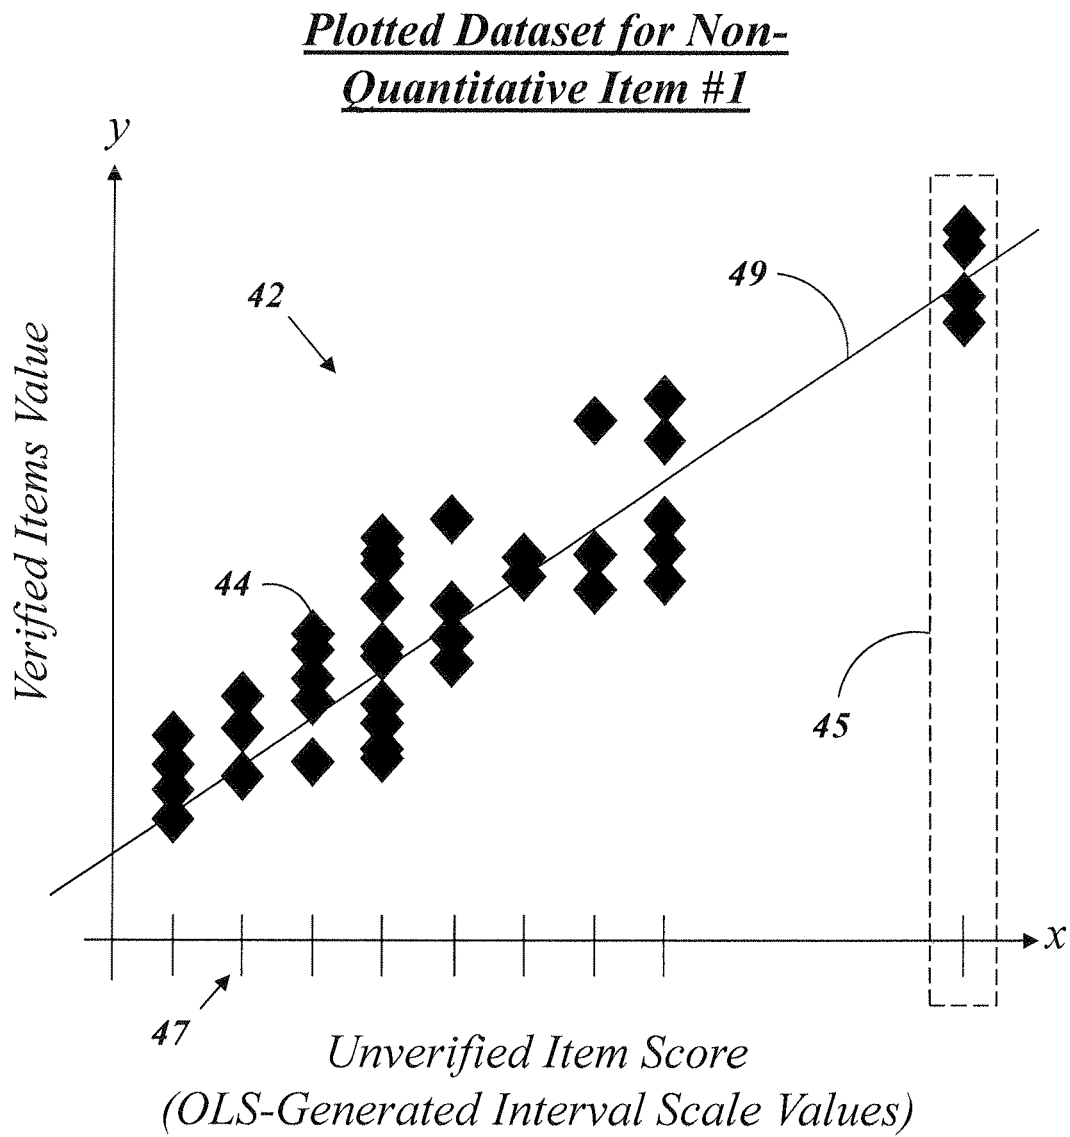 Plotted Dataset for Non-
Quantitative Item #1
y
49
42
Verified Items Value
44
45
x
47
Unverified Item Score
(OLS-Generated Interval Scale Values)